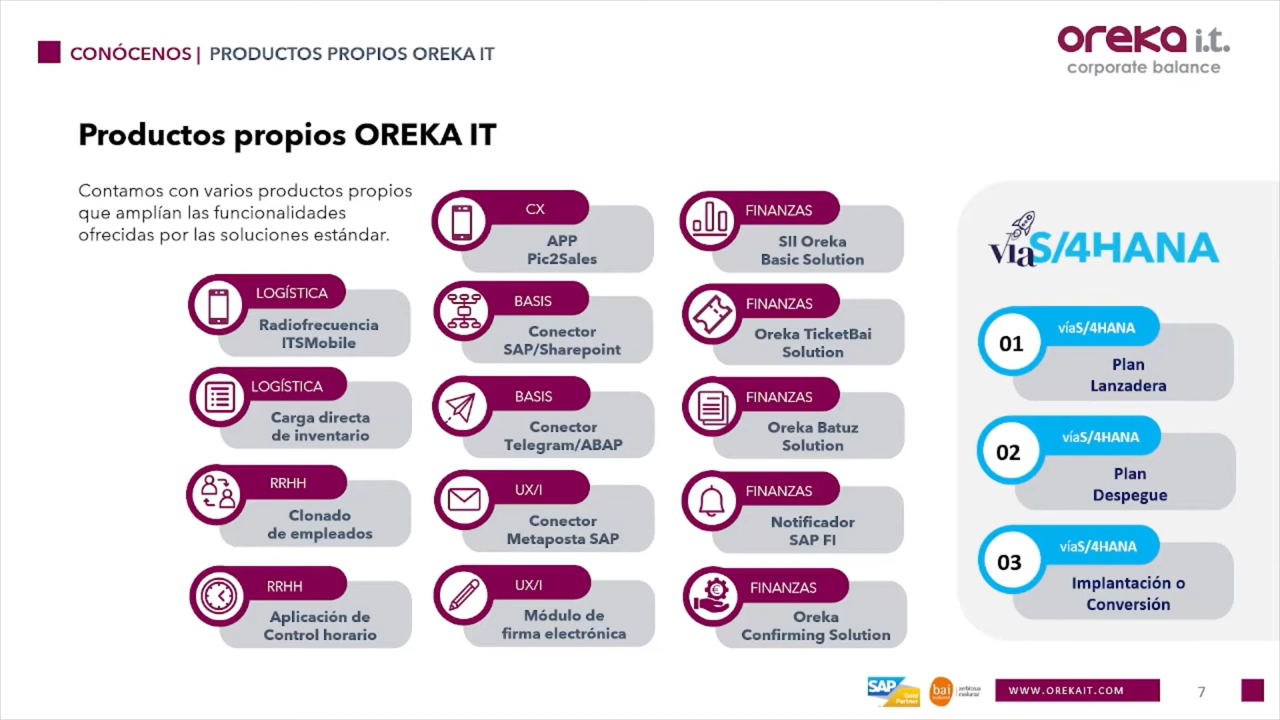 CONÓCENOS | PRODUCTOS PROPIOS OREKA IT
oreka i.t.
corporate balance
Productos propios OREKA IT
Contamos con varios productos propios
que amplían las funcionalidades
ofrecidas por las soluciones estándar.
LOGÍSTICA
Radiofrecuencia
ITSMobile
LOGÍSTICA
Carga directa
de inventario
RRHH
Clonado
de empleados
RRHH
Aplicación de
Control horario
CX
APP
Pic2Sales
BASIS
Conector
SAP/Sharepoint
BASIS
Conector
Telegram/ABAP
UX/I
Conector
Metaposta SAP
UX/I
Módulo de
firma electrónica
FINANZAS
SII Oreka
Basic Solution
FINANZAS
Oreka TicketBai
Solution
FINANZAS
Oreka Batuz
Solution
FINANZAS
Notificador
SAP FI
FINANZAS
Oreka
Confirming Solution
víaS/4HANA
01
víaS/4HANA
Plan
Lanzadera
02
víaS/4HANA
Plan
Despegue
03
víaS/4HANA
Implantación o
Conversión
SAP
Gold
Partner
bai
WWW.OREKAIT.COM
7